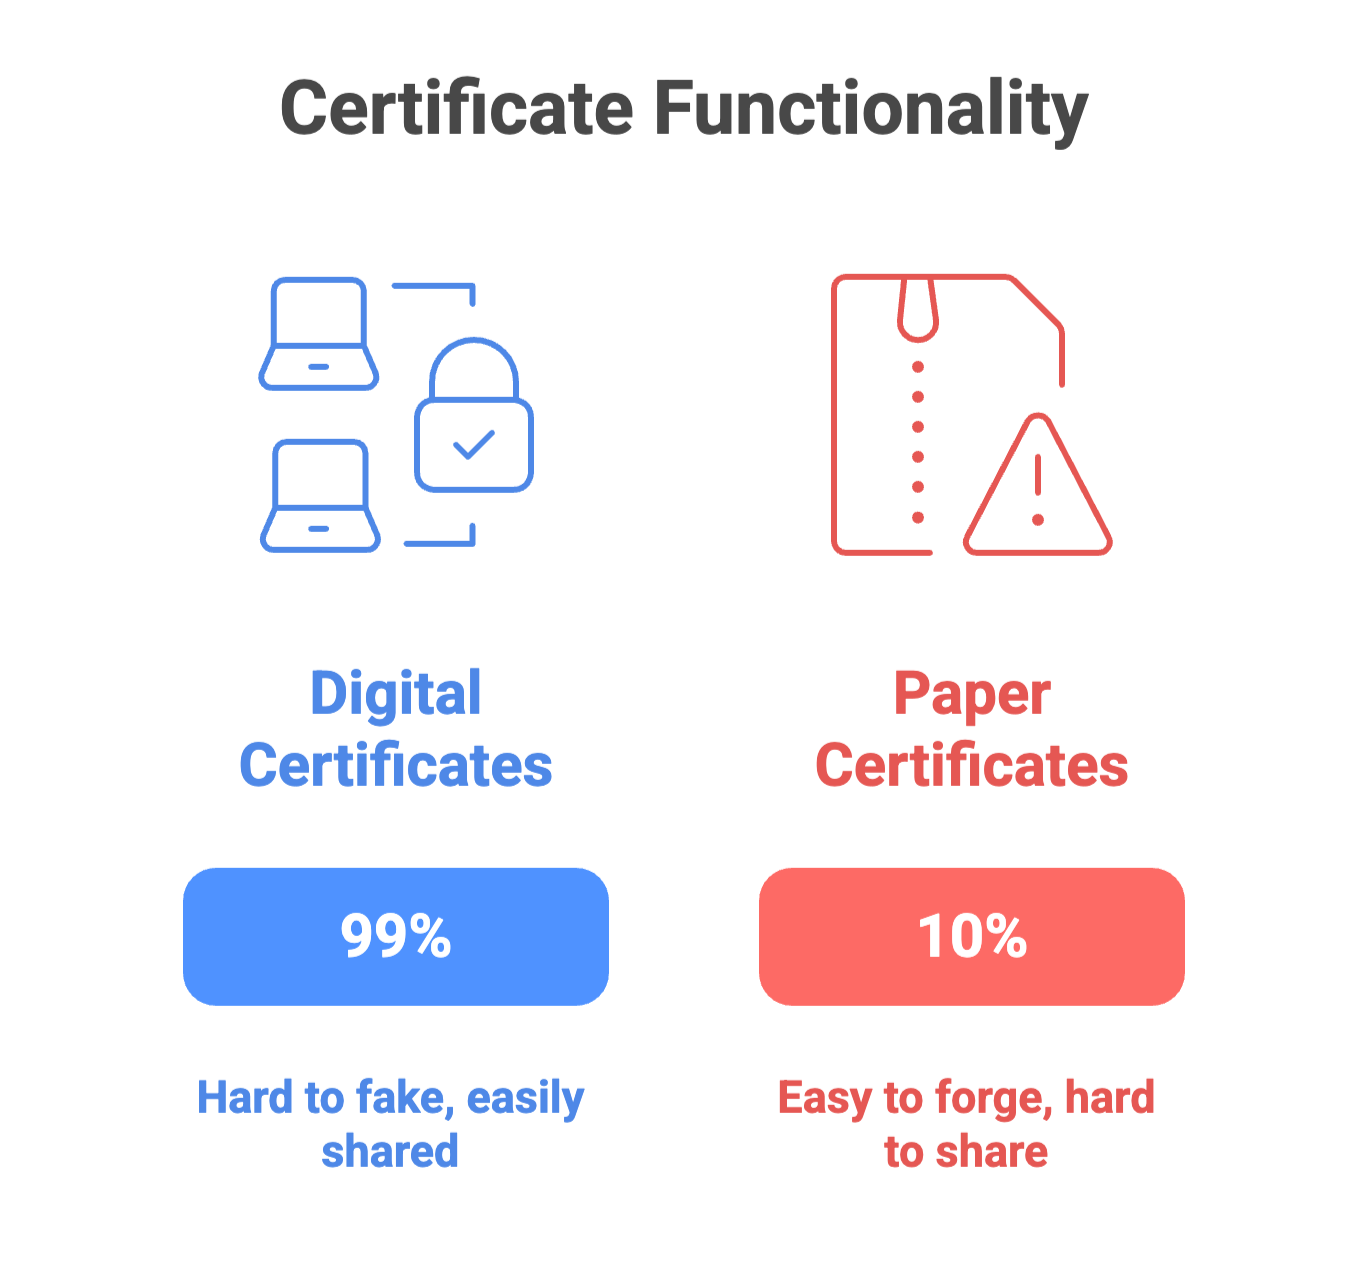 Certificate Functionality
Digital
Certificates
Paper
Certificates
99%
10%
Hard to fake, easily
shared
Easy to forge, hard
to share